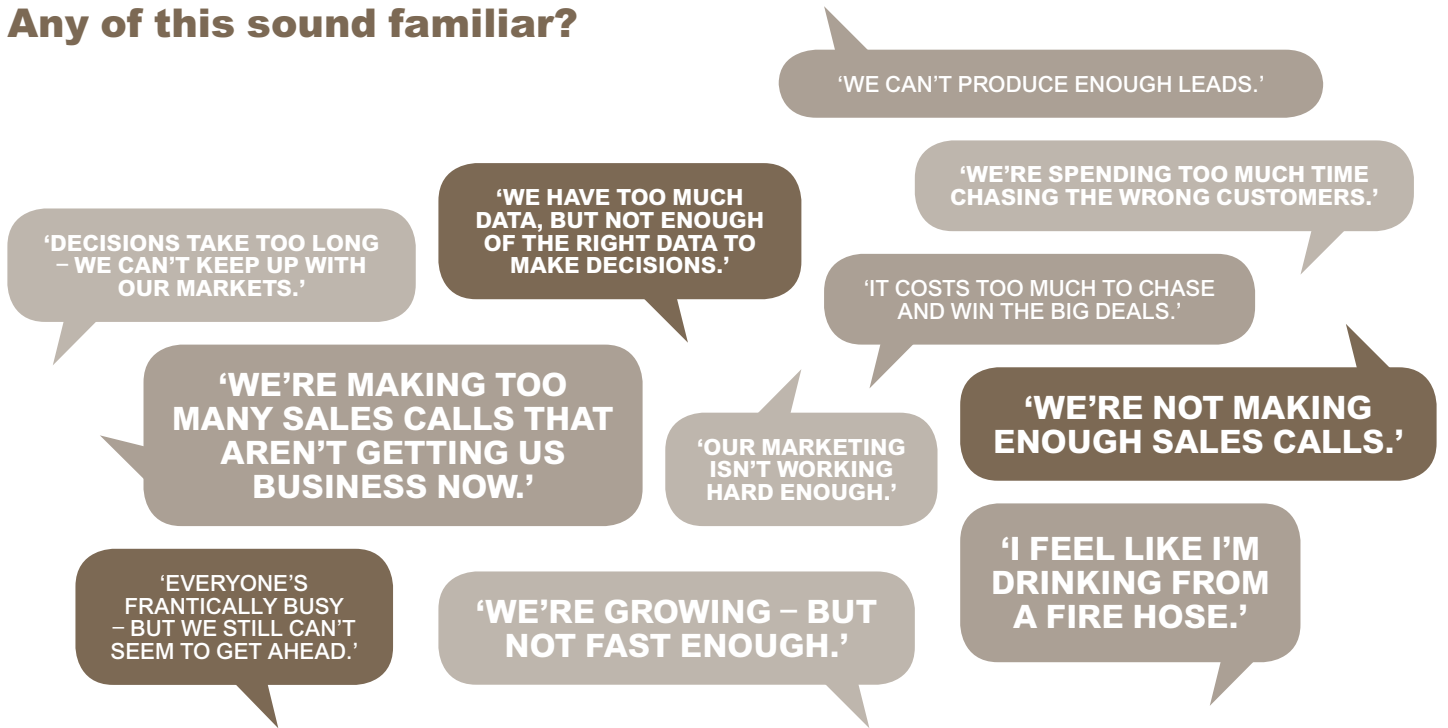 Any of this sound familiar?
‘WE CAN’T PRODUCE ENOUGH LEADS.’
‘WE’RE SPENDING TOO MUCH TIME
CHASING THE WRONG CUSTOMERS.’
‘WE HAVE TOO MUCH
DATA, BUT NOT ENOUGH
OF THE RIGHT DATA TO
MAKE DECISIONS.’
‘DECISIONS TAKE TOO LONG
– WE CAN’T KEEP UP WITH
OUR MARKETS.’
‘IT COSTS TOO MUCH TO CHASE
AND WIN THE BIG DEALS.’
‘WE’RE MAKING TOO
MANY SALES CALLS THAT
AREN’T GETTING US
BUSINESS NOW.’
‘OUR MARKETING
ISN’T WORKING
HARD ENOUGH.’
‘WE’RE NOT MAKING
ENOUGH SALES CALLS.’
‘EVERYONE’S
FRANTICALLY BUSY
– BUT WE STILL CAN’T
SEEM TO GET AHEAD.’
‘WE’RE GROWING – BUT
NOT FAST ENOUGH.’
‘I FEEL LIKE I’M
DRINKING FROM
A FIRE HOSE.’